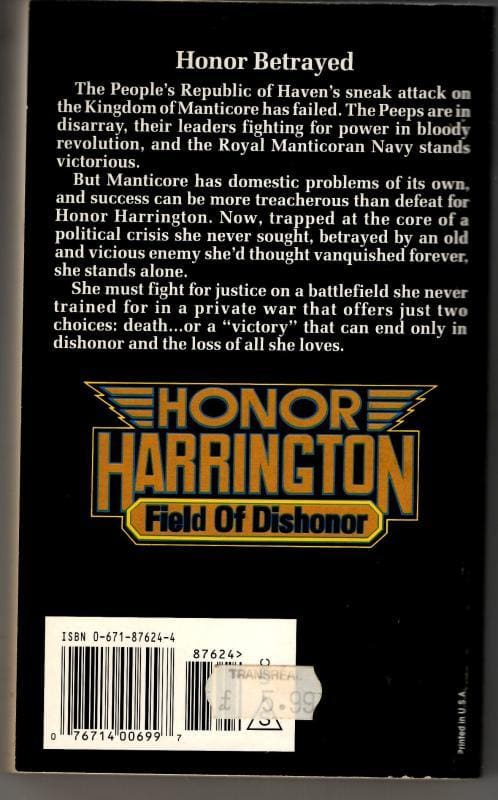 Honor Betrayed
The People's Republic of Haven's sneak attack on
the Kingdom of Manticore has failed. The Peeps are in
disarray, their leaders fighting for power in bloody
revolution, and the Royal Manticoran Navy stands
victorious.
But Manticore has domestic problems of its own,
and success can be more treacherous than defeat for
Honor Harrington. Now, trapped at the core of a
political crisis she never sought, betrayed by an old
and vicious enemy she'd thought vanquished forever,
she stands alone.
She must fight for justice on a battlefield she never
trained for in a private war that offers just two
choices: death...or a “victory” that can end only in
dishonor and the loss of all she loves.
HONOR
HARRINGTON
Field Of Dishonor
ISBN 0-671-87624-4
87624>
TRANSREAL
£ 5.99
S
0 76714 00699 7
Printed in U.S.A.